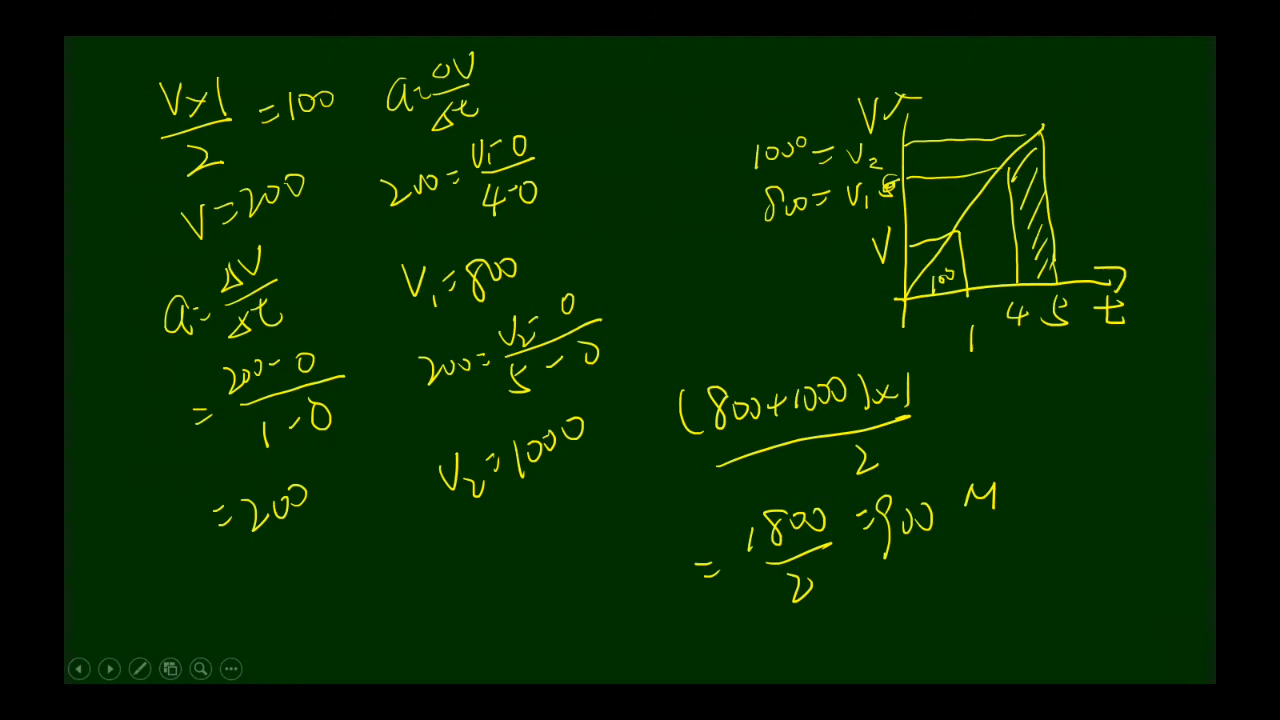 V×1/2 = 100
V = 200
a = ΔV/Δt
= 200-0/1-0
= 200
a = ΔV/Δt
200 = V₁-0/4-0
V₁ = 800
200 = V₂-0/5-0
V₂ = 1000
V
1000 = V₂
800 = V₁
V
100
1 4 5 t
(800+1000)×1/2
= 1800/2 = 900 M